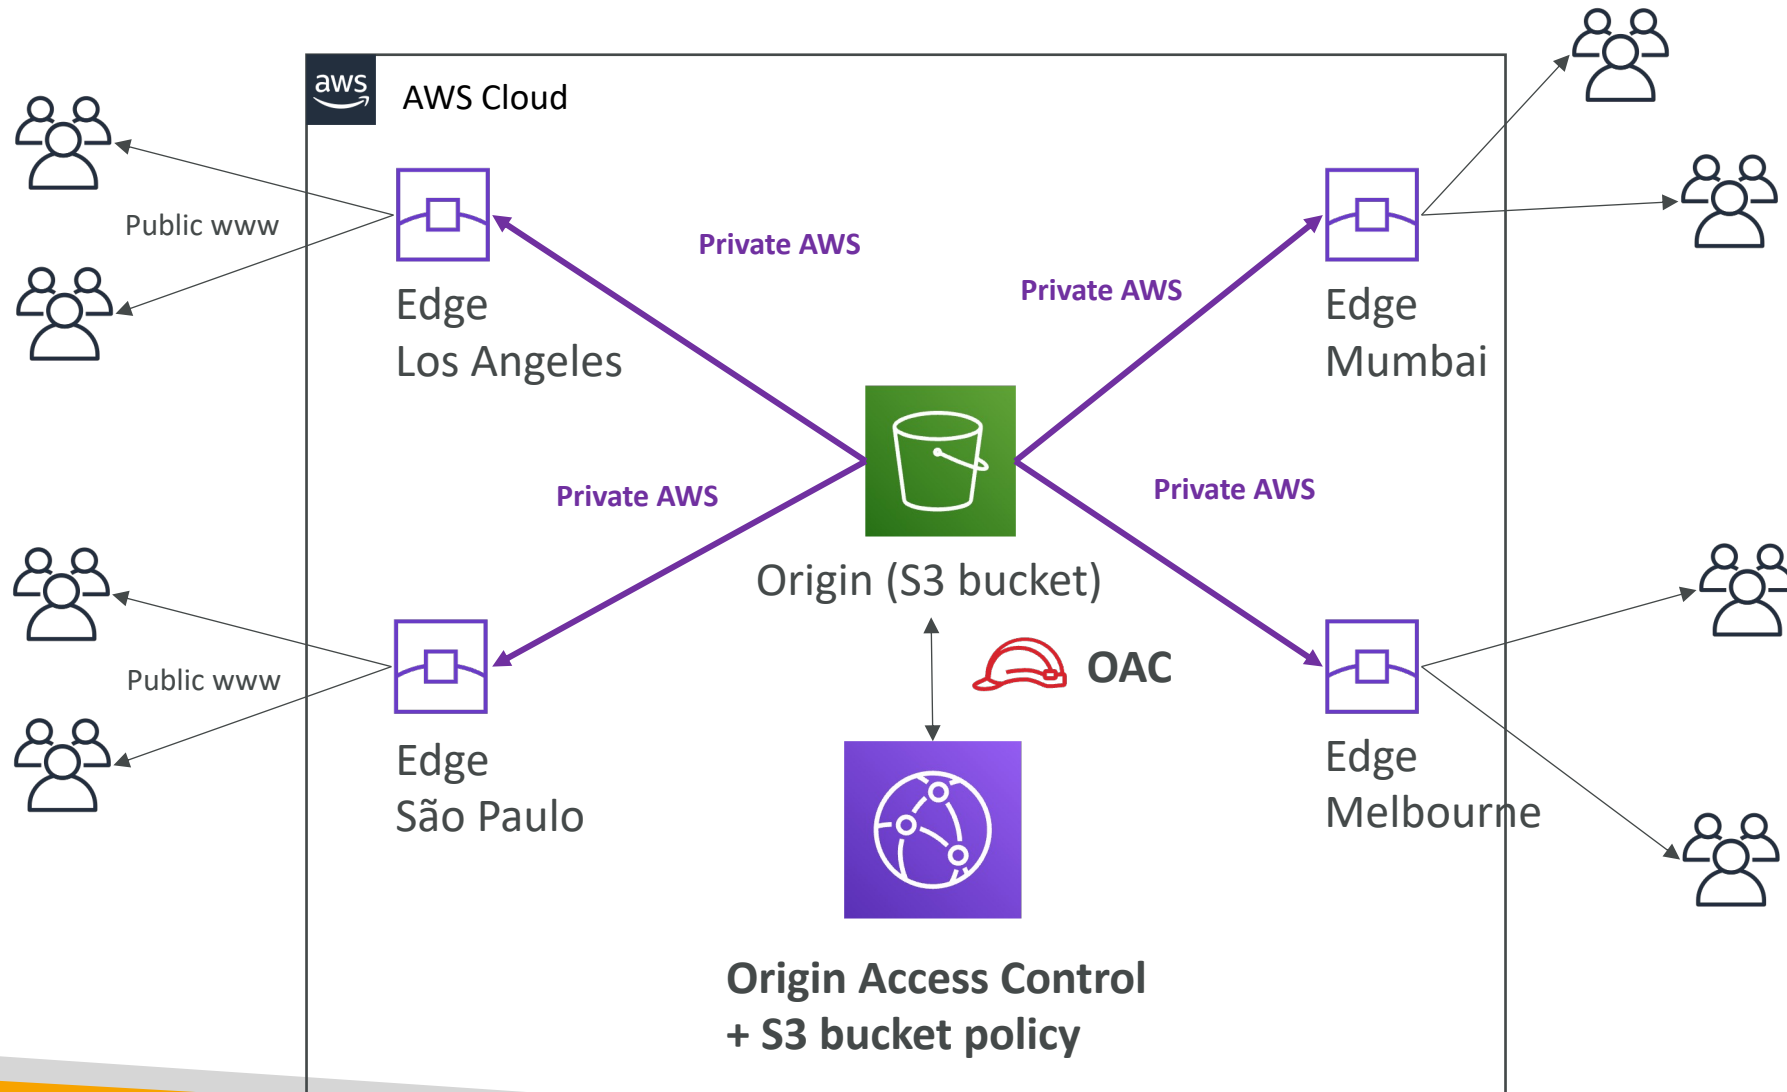 aws
AWS Cloud
Public www
Private AWS
Private AWS
Edge
Los Angeles
Edge
Mumbai
Private AWS
Private AWS
Origin (S3 bucket)
OAC
Public www
Edge
São Paulo
Edge
Melbourne
Origin Access Control
+ S3 bucket policy